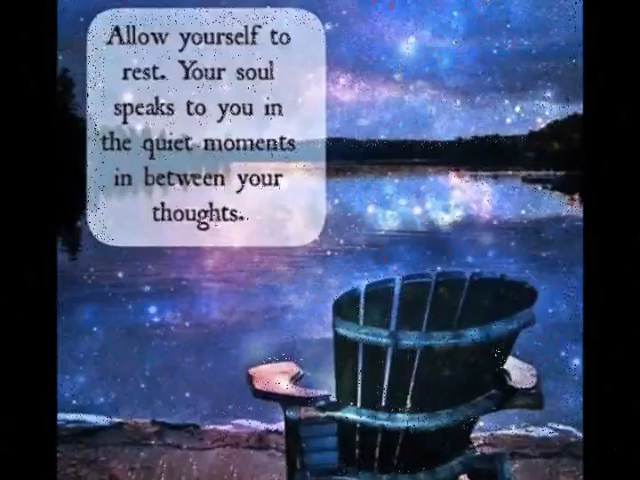 Allow yourself to
rest. Your soul
speaks to you in
the quiet moments
in between your
thoughts.